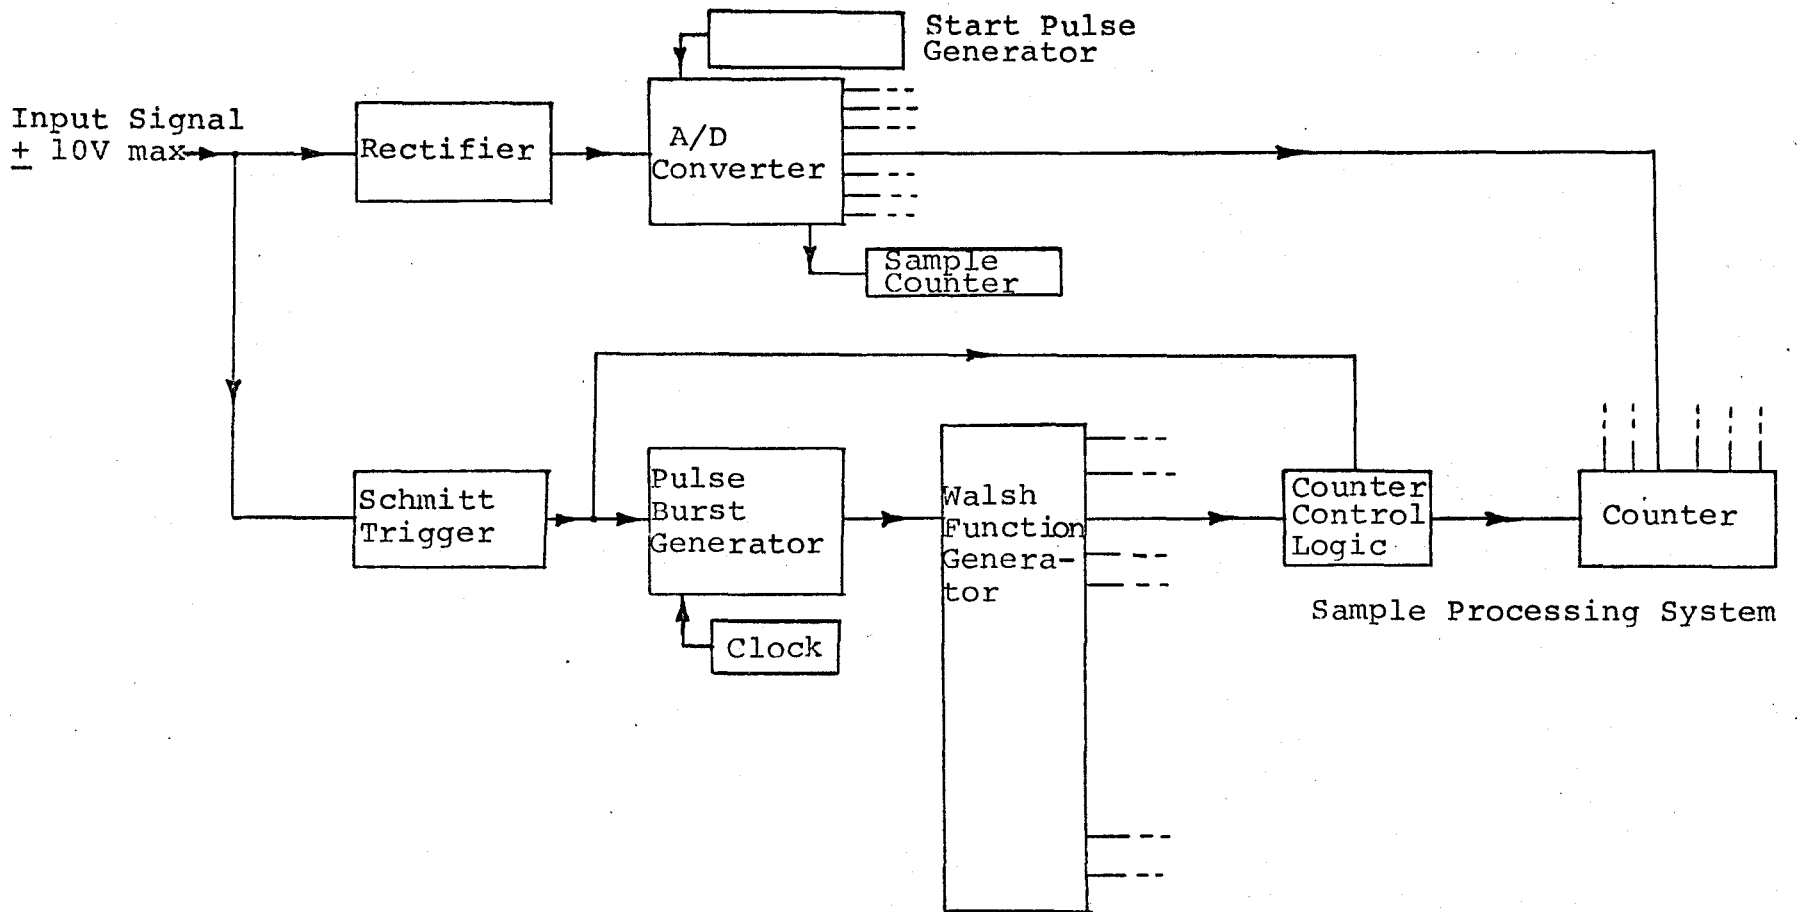 Start Pulse
Generator
Input Signal
± 10V max
Rectifier
A/D
Converter
Sample
Counter
Schmitt
Trigger
Pulse
Burst
Generator
Clock
Walsh
Function
Genera-
tor
Counter
Control
Logic
Counter
Sample Processing System